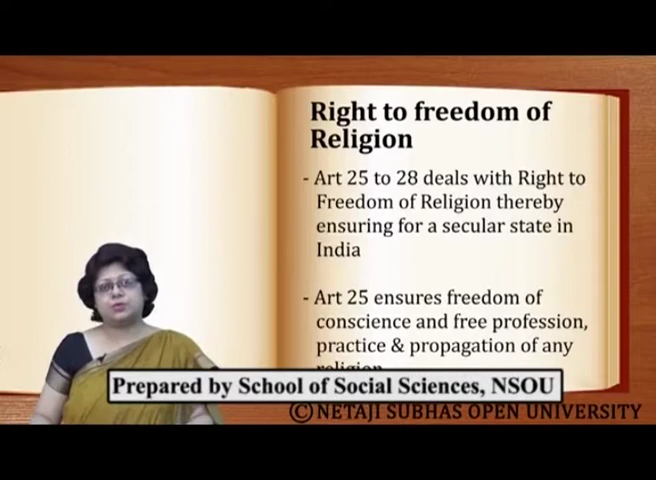 Right to freedom of
Religion
- Art 25 to 28 deals with Right to
Freedom of Religion thereby
ensuring for a secular state in
India
- Art 25 ensures freedom of
conscience and free profession,
practice & propagation of any
religion
Prepared by School of Social Sciences, NSOU
©NETAJI SUBHAS OPEN UNIVERSITY